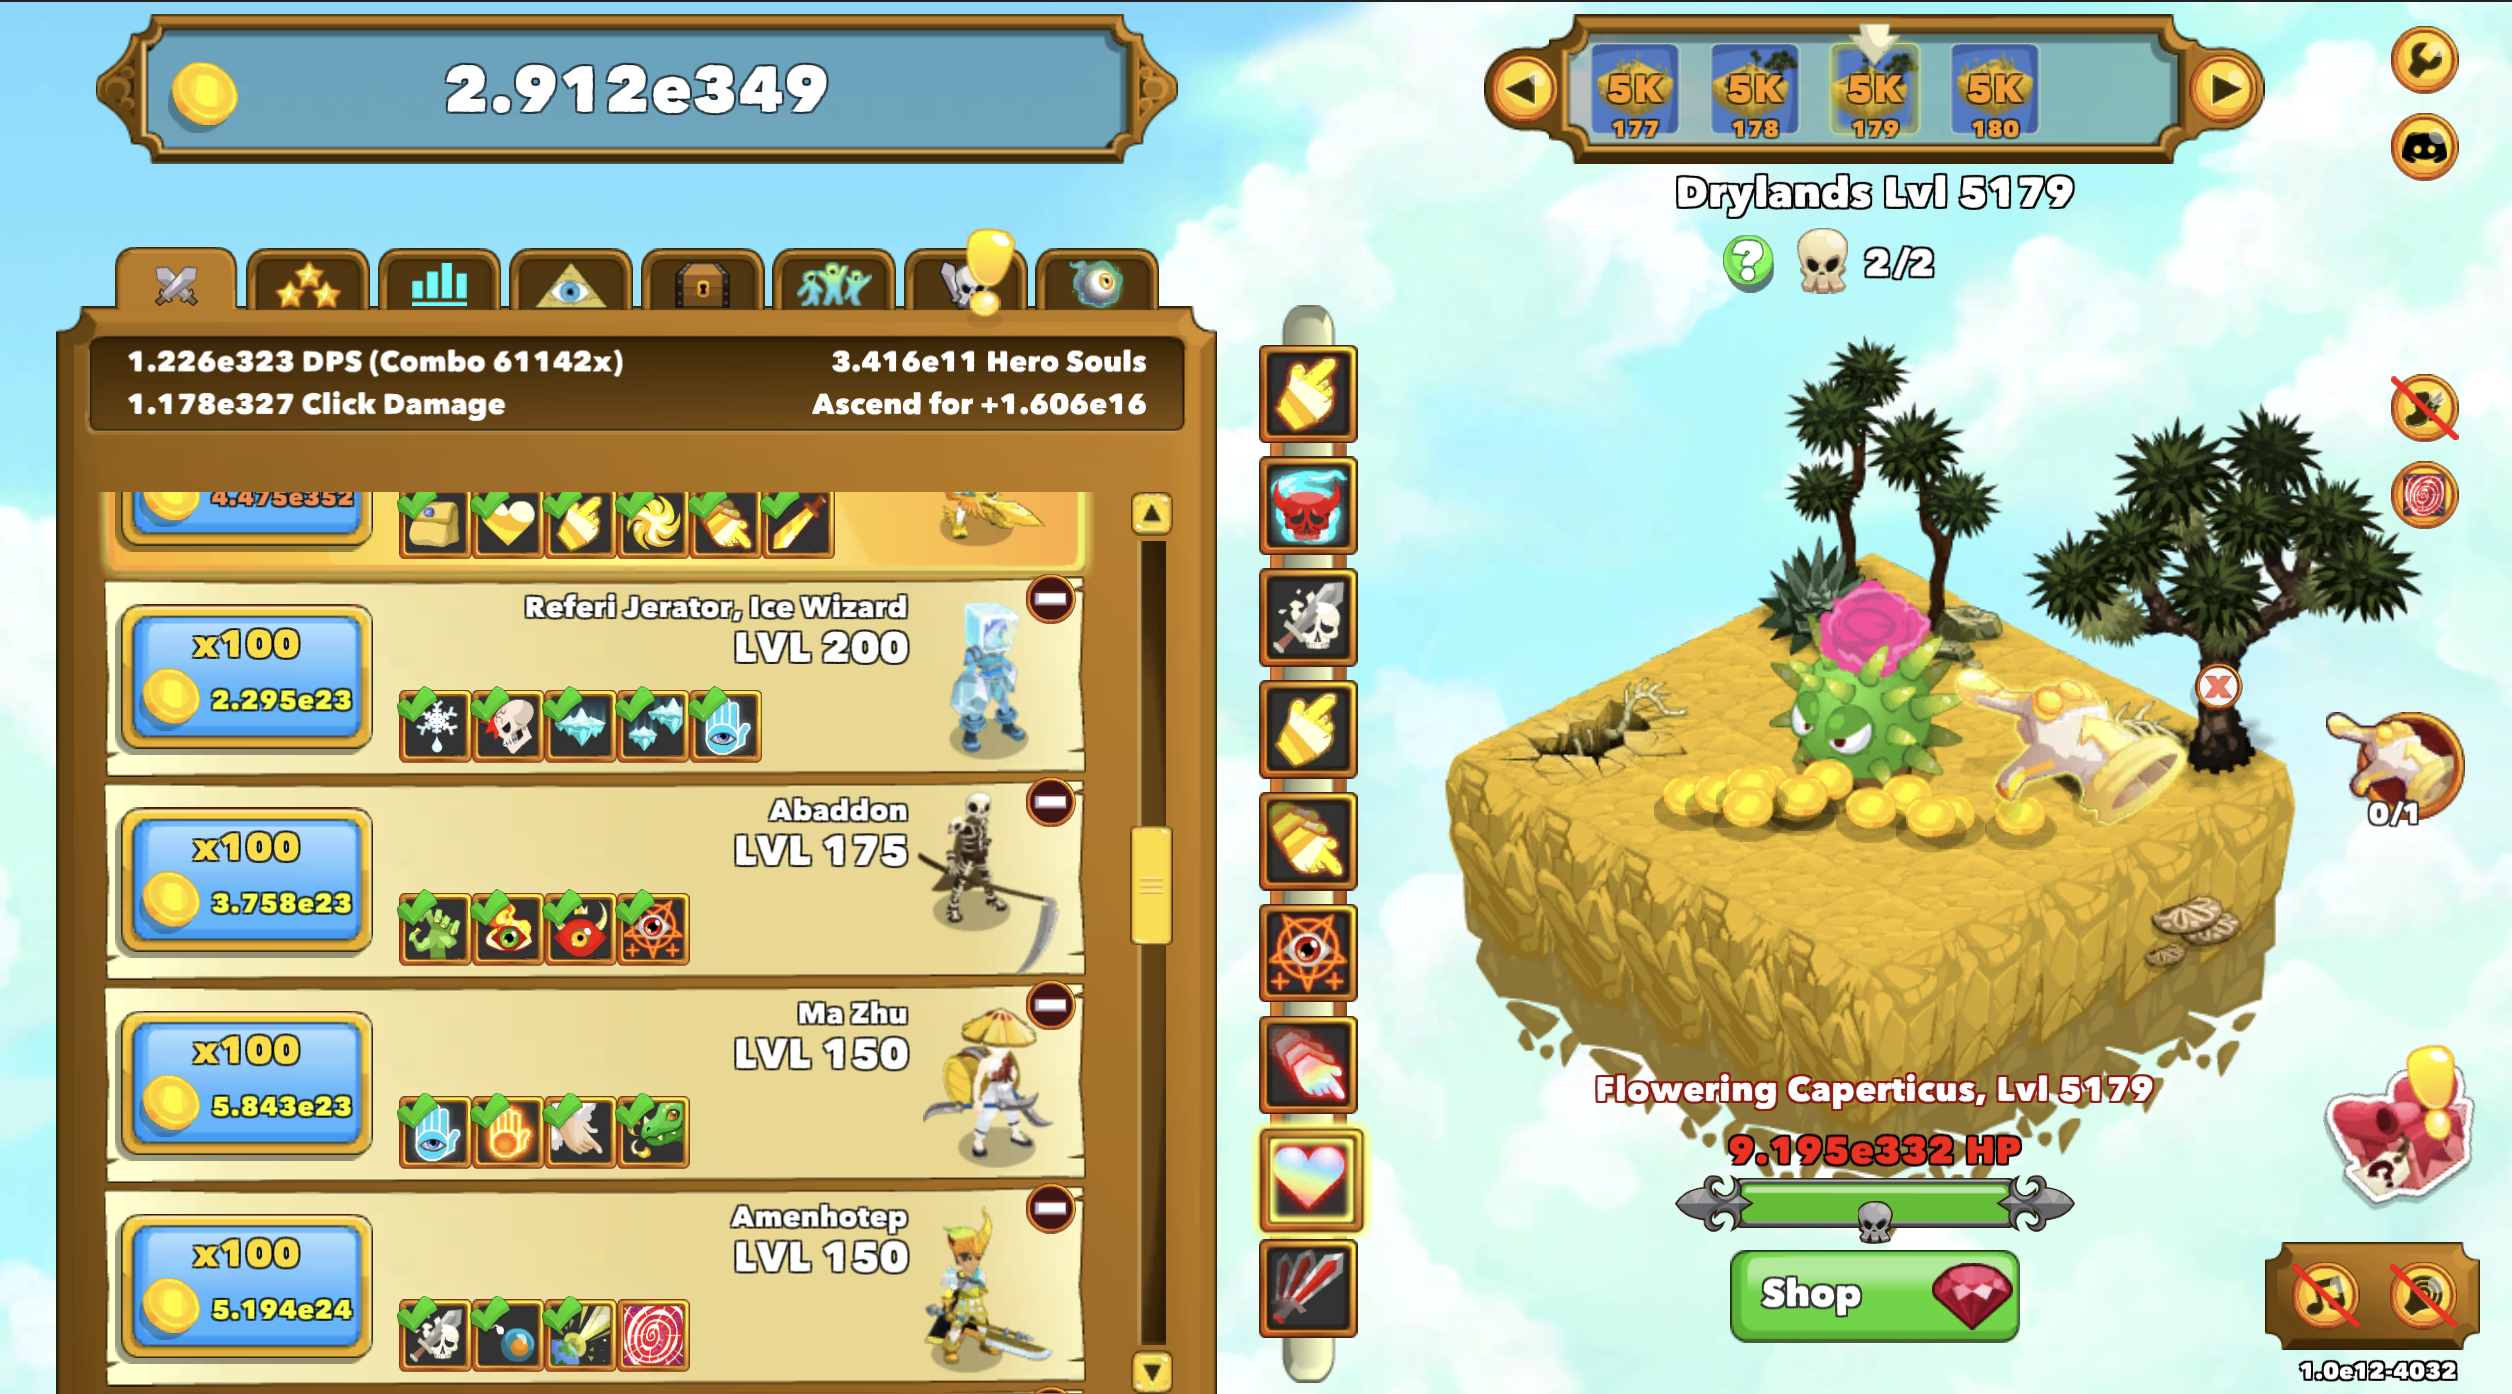 2.912e349
5K
177
5K
178
5K
179
5K
180
Drylands Lvl 5179
?
2/2
1.226e323 DPS (Combo 61142x)
3.416e11 Hero Souls
1.178e327 Click Damage
Ascend for +1.606e16
4.475e352
Referi Jerator, Ice Wizard
LVL 200
x100
2.295e23
Abaddon
LVL 175
x100
3.758e23
Ma Zhu
LVL 150
x100
5.843e23
Amenhotep
LVL 150
x100
5.194e24
X
0/1
Flowering Caperticus, Lvl 5179
9.195e332 HP
?
Shop
1.0e12-4032